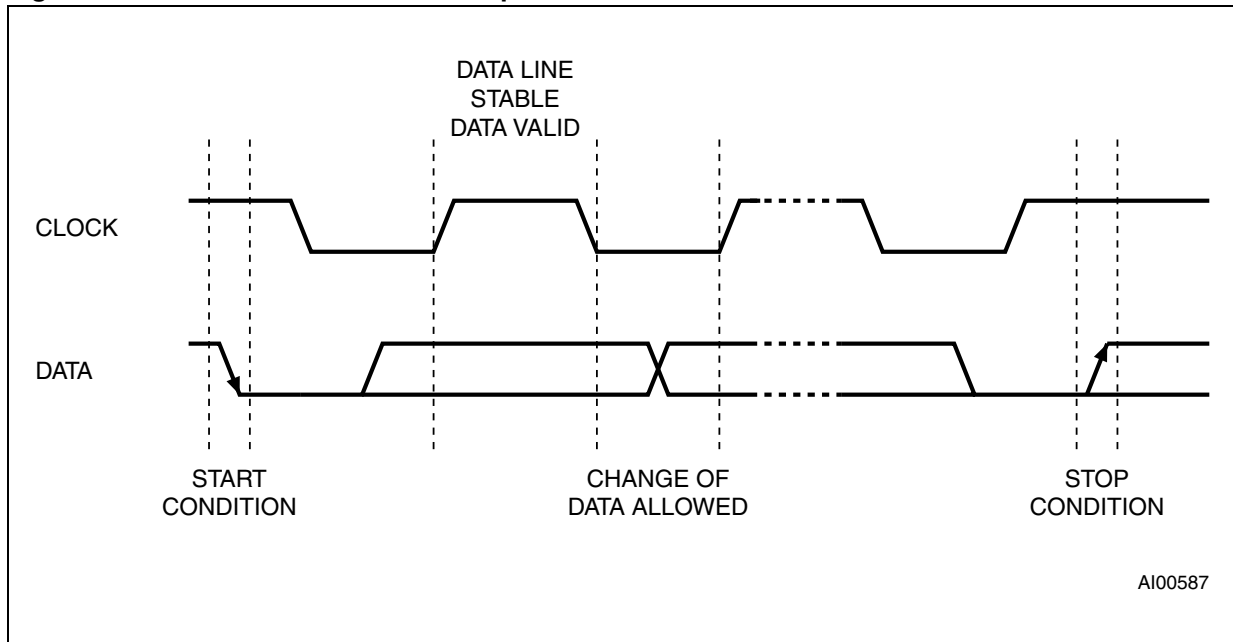 DATA LINE
STABLE
DATA VALID
CLOCK
DATA
START
CONDITION
CHANGE OF
DATA ALLOWED
STOP
CONDITION
AI00587